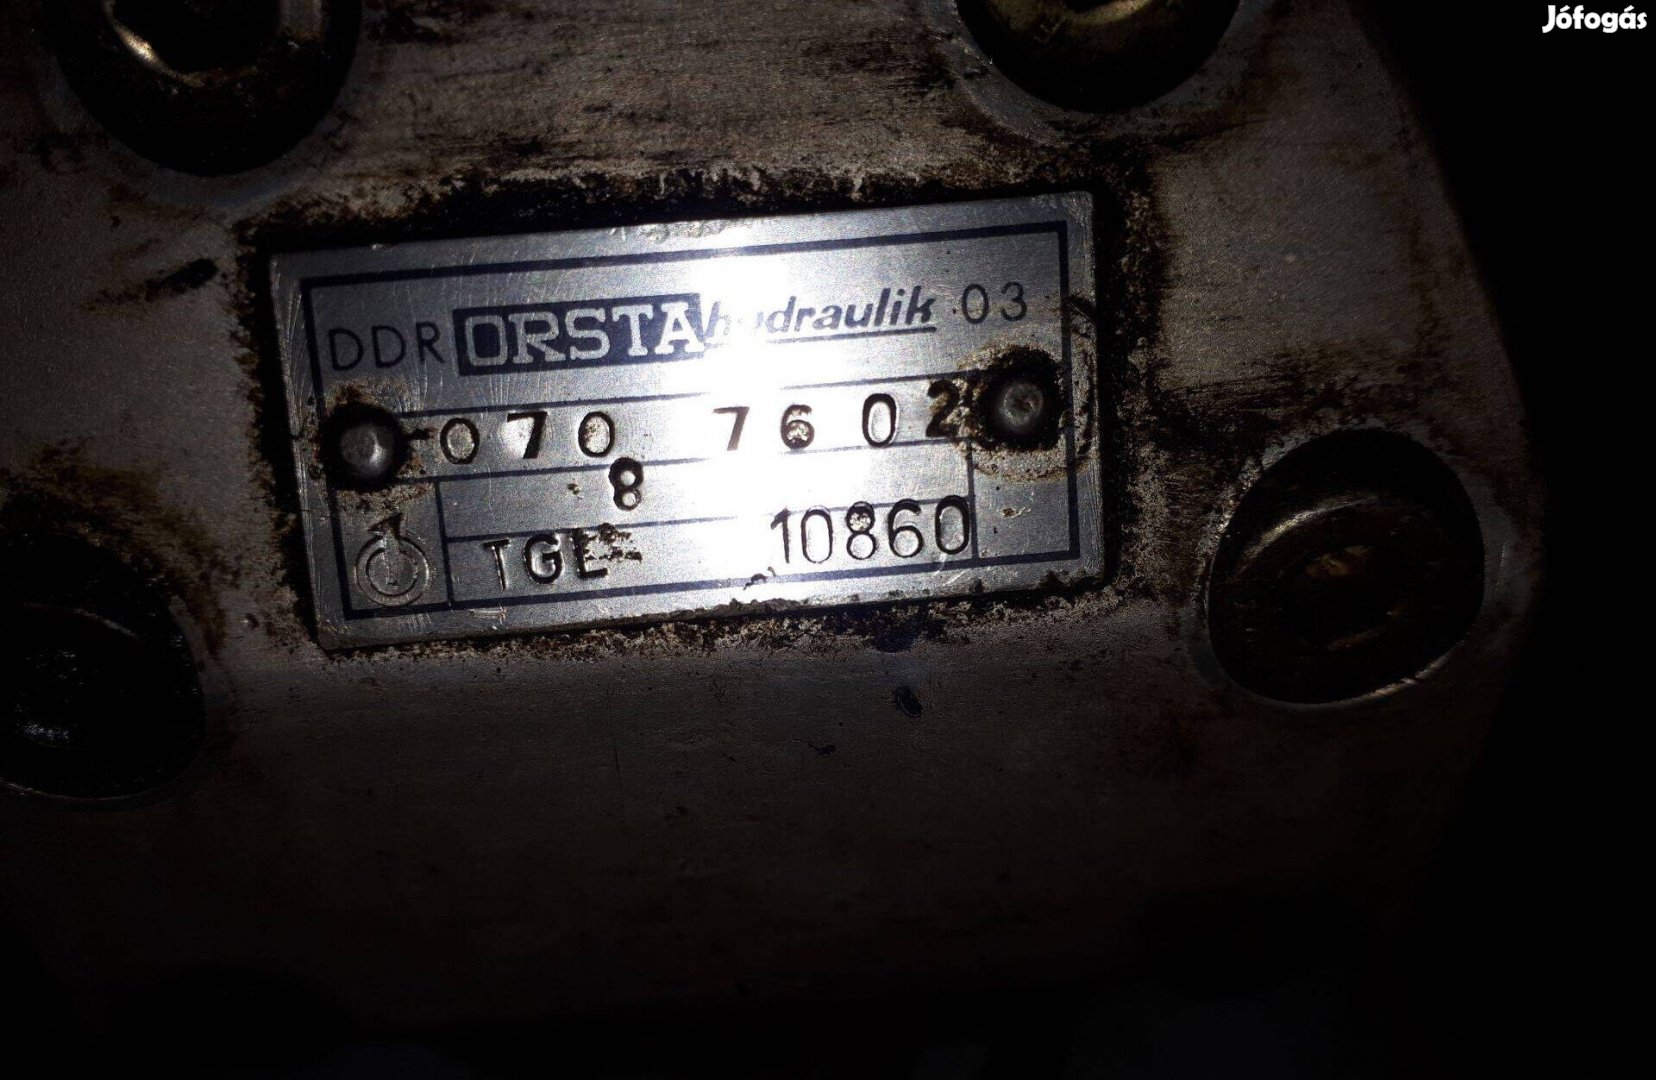 Jófogás
DDR ORSTA hydraulik 03
070 7602
8
TGL 10860